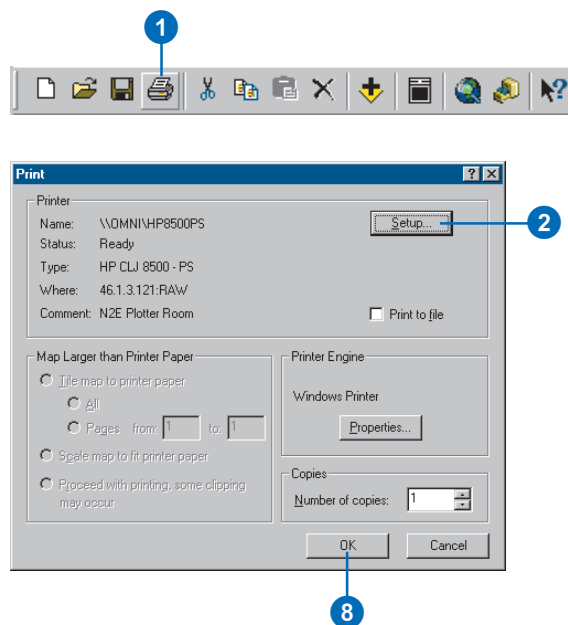 1
Print
Printer
Name: \\OMNI\HP8500PS
Setup...
2
Status: Ready
Type: HP CLJ 8500 - PS
Where: 46.1.3.121:RAW
Comment: N2E Plotter Room
Print to file
Map Larger than Printer Paper
Tile map to printer paper
All
Pages from: 1 to: 1
Scale map to fit printer paper
Proceed with printing, some clipping
may occur
Printer Engine
Windows Printer
Properties...
Copies
Number of copies: 1
OK
Cancel
8